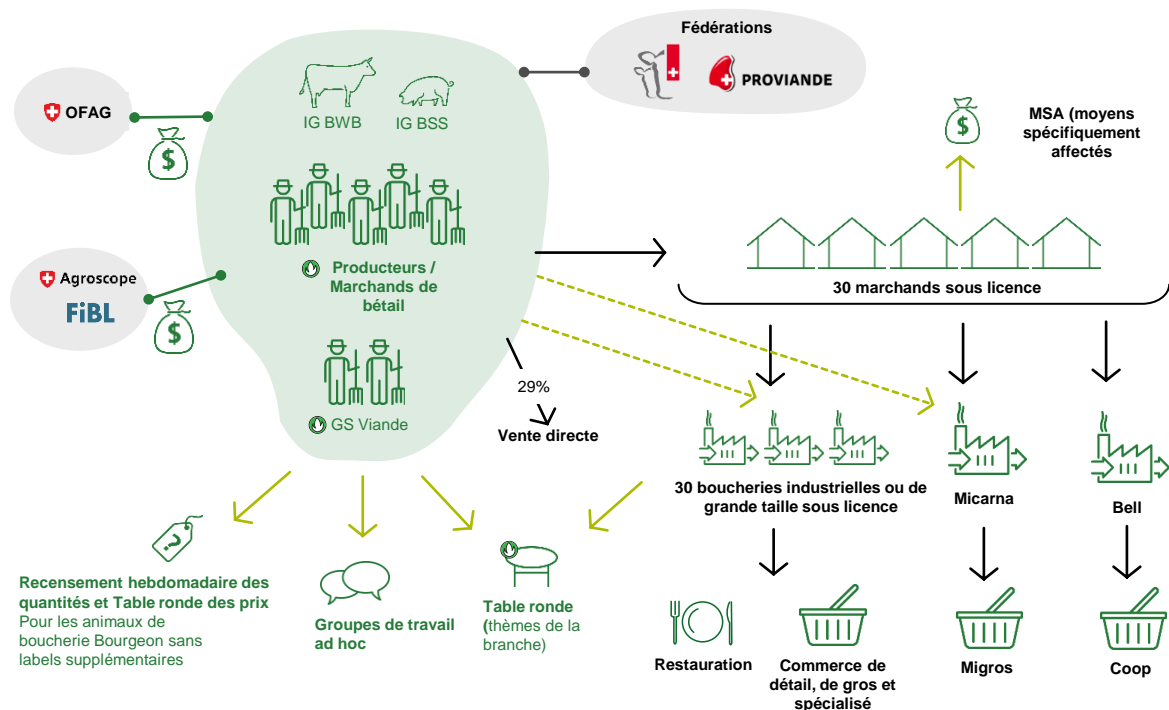 Fédérations
PROVIANDE
OFAG
$
IG BWB
IG BSS
$
MSA (moyens
spécifiquement
affectés
Agroscope
FiBL
$
Producteurs /
Marchands de
bétail
30 marchands sous licence
29%
Vente directe
GS Viande
30 boucheries industrielles ou de
grande taille sous licence
Micarna
Bell
?
Recensement hebdomadaire des
quantités et Table ronde des prix
Pour les animaux de
boucherie Bourgeon sans
labels supplémentaires
Groupes de travail
ad hoc
Table ronde
(thèmes de la
branche)
Restauration
Commerce de
détail, de gros et
spécialisé
Migros
Coop